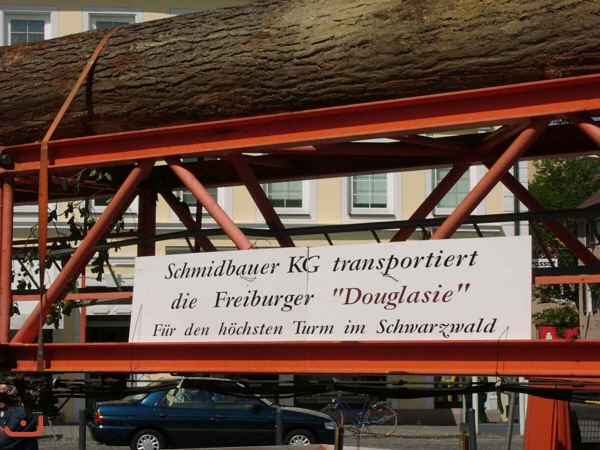 Schmidbauer KG transportiert
die Freiburger "Douglasie"
Für den höchsten Turm im Schwarzwald